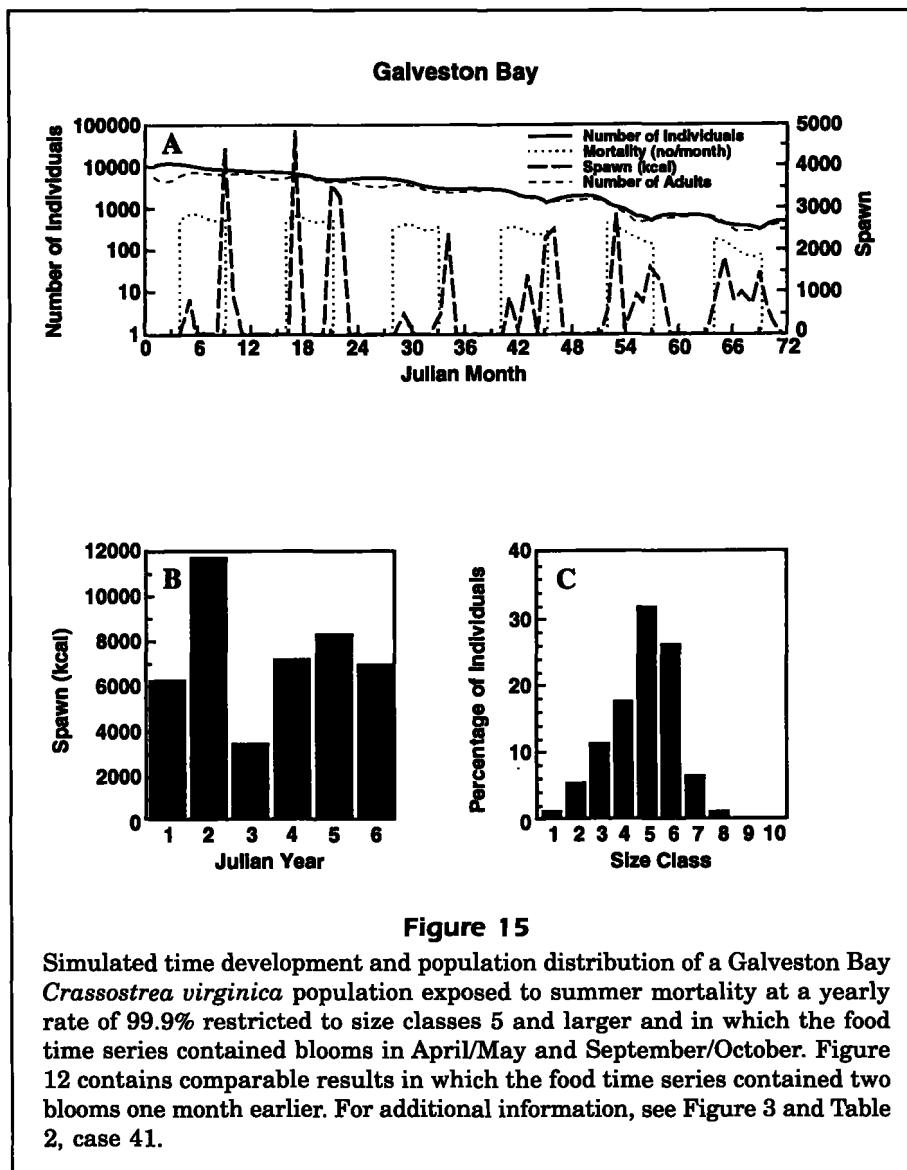 Galveston Bay
A
Number of Individuals
100000
10000
1000
100
10
1
Number of Individuals
Mortality (no/month)
Spawn (kcal)
Number of Adults
5000
4000
3000
2000
1000
0
Spawn
0 6 12 18 24 30 36 42 48 54 60 66 72
Julian Month
B
Spawn (kcal)
12000
10000
8000
6000
4000
2000
0
1 2 3 4 5 6
Julian Year
C
Percentage of Individuals
40
30
20
10
0
1 2 3 4 5 6 7 8 9 10
Size Class
Figure 15
Simulated time development and population distribution of a Galveston Bay
Crassostrea virginica population exposed to summer mortality at a yearly
rate of 99.9% restricted to size classes 5 and larger and in which the food
time series contained blooms in April/May and September/October. Figure
12 contains comparable results in which the food time series contained two
blooms one month earlier. For additional information, see Figure 3 and Table
2, case 41.